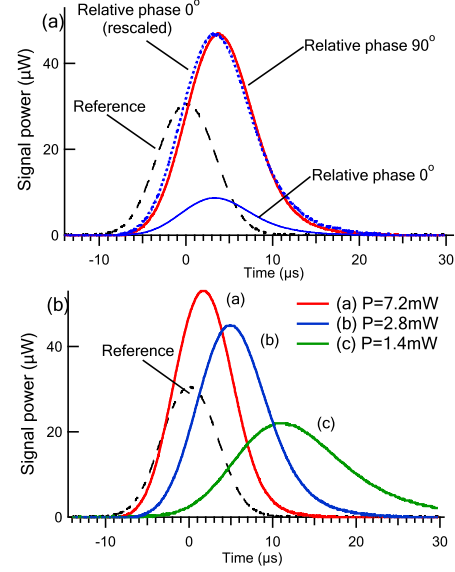 (a)
Relative phase 0°
(rescaled)
Relative phase 90°
Reference
Relative phase 0°
Signal power (µW)
40
20
0
-10
0
10
20
30
Time (µs)
(b)
(a)
(a) P=7.2mW
(b) P=2.8mW
(c) P=1.4mW
(b)
Reference
(c)
Signal power (µW)
40
20
0
-10
0
10
20
30
Time (µs)